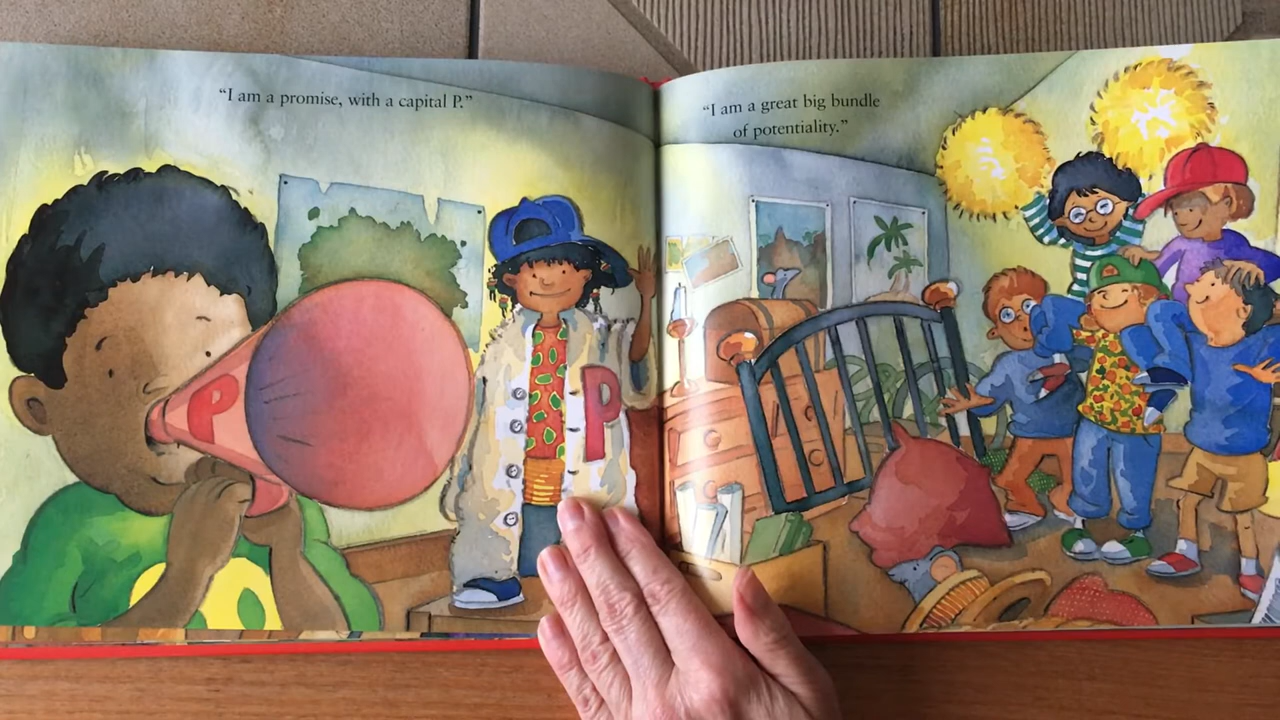 “I am a promise, with a capital P.”
P
P
“I am a great big bundle
of potentiality.”